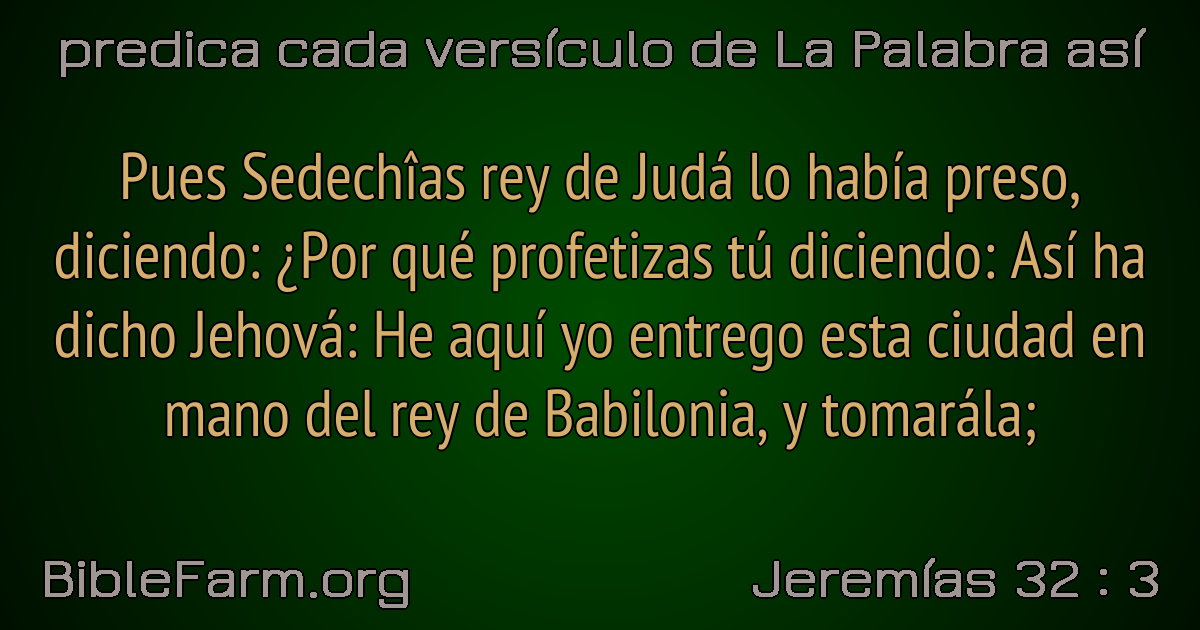 predica cada versículo de La Palabra así
Pues Sedechîas rey de Judá lo había preso,
diciendo: ¿Por qué profetizas tú diciendo: Así ha
dicho Jehová: He aquí yo entrego esta ciudad en
mano del rey de Babilonia, y tomarála;
BibleFarm.org
Jeremías 32 : 3